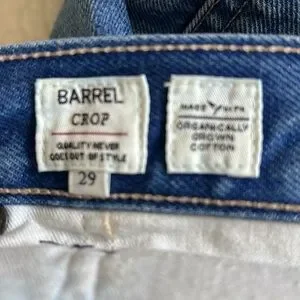 BARREL
CROP
QUALITY NEVER
GOES OUT OF STYLE
29
MADE WITH
ORGANICALLY
GROWN
COTTON